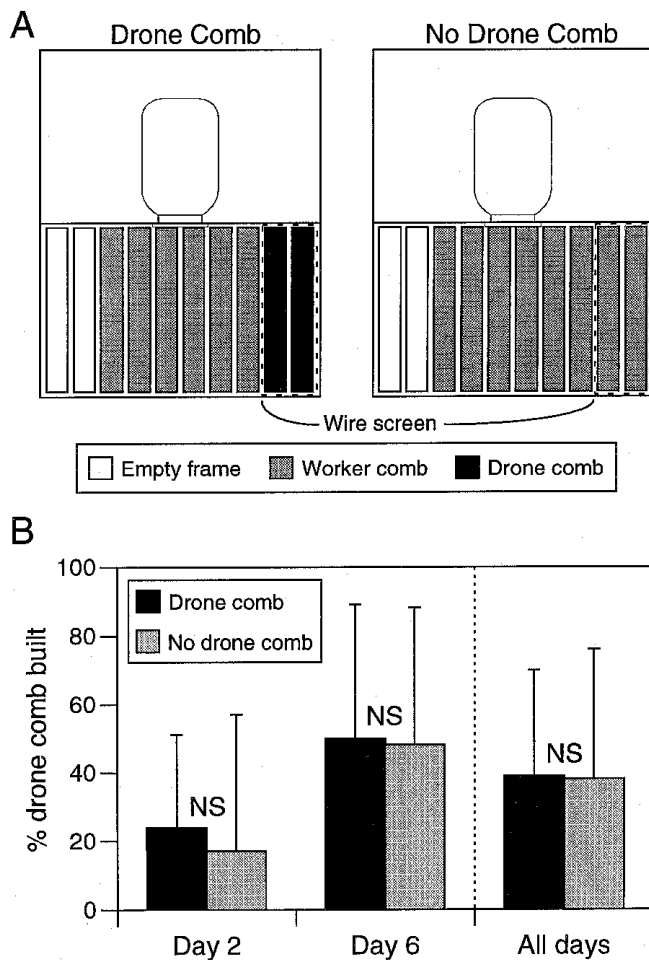 A
Drone Comb
No Drone Comb
Wire screen
Empty frame
Worker comb
Drone comb
B
100
80
60
40
20
0
% drone comb built
Drone comb
No drone comb
NS
NS
NS
Day 2
Day 6
All days